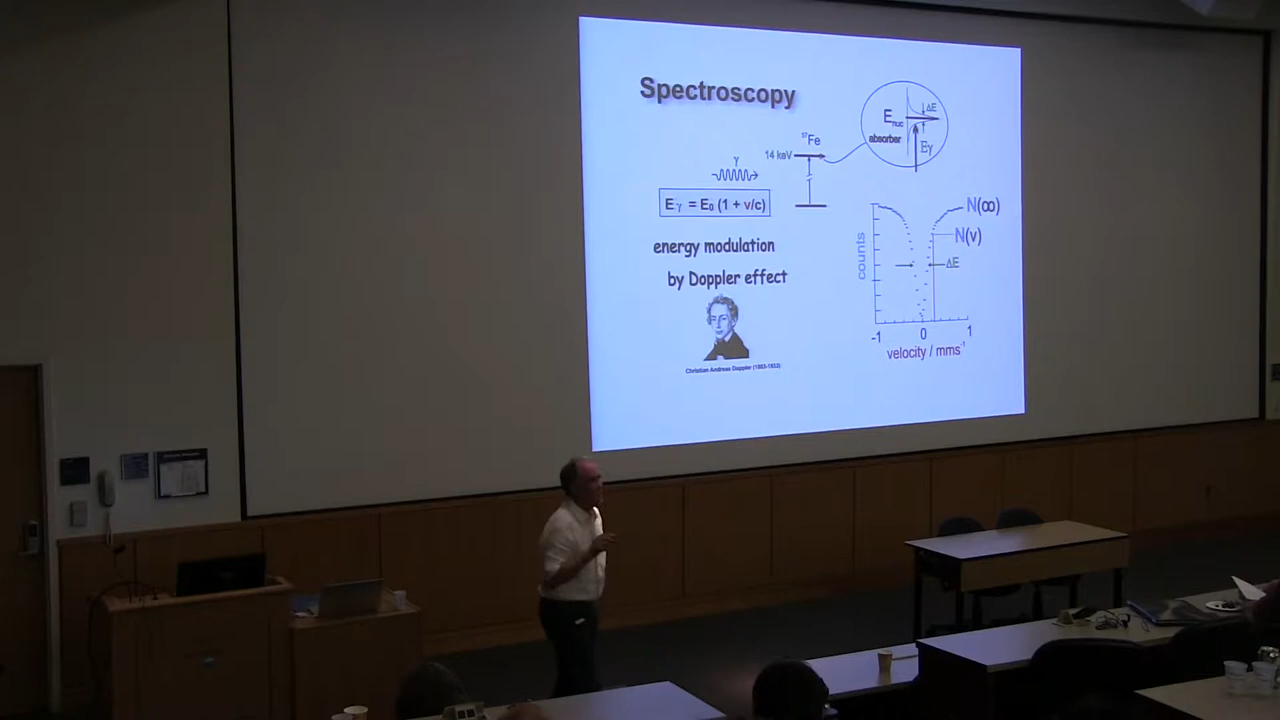 Spectroscopy
E nuc
absorber
ΔE
Eγ
⁵⁷Fe
14 keV
γ
Eγ = E₀ (1 + v/c)
energy modulation
by Doppler effect
Christian Andreas Doppler (1803-1853)
counts
N(∞)
N(v)
ΔE
-1 0 1
velocity / mms⁻¹